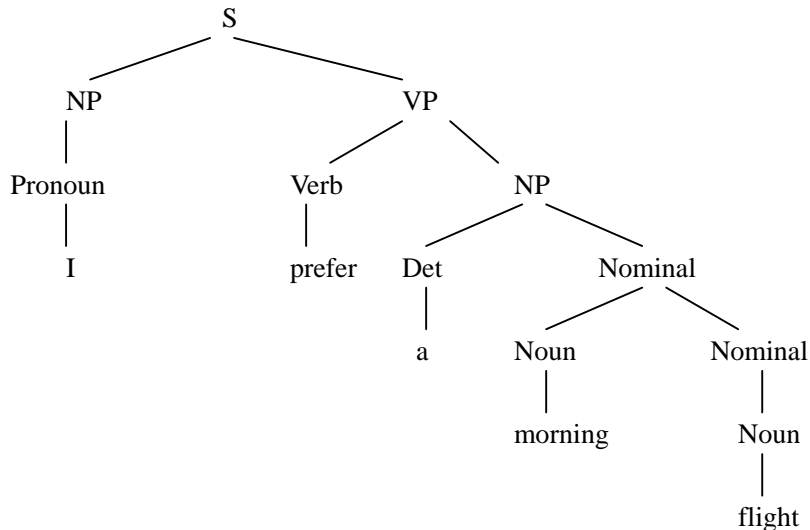 S
NP VP
Pronoun Verb NP
I prefer Det Nominal
a Noun Nominal
morning Noun
flight